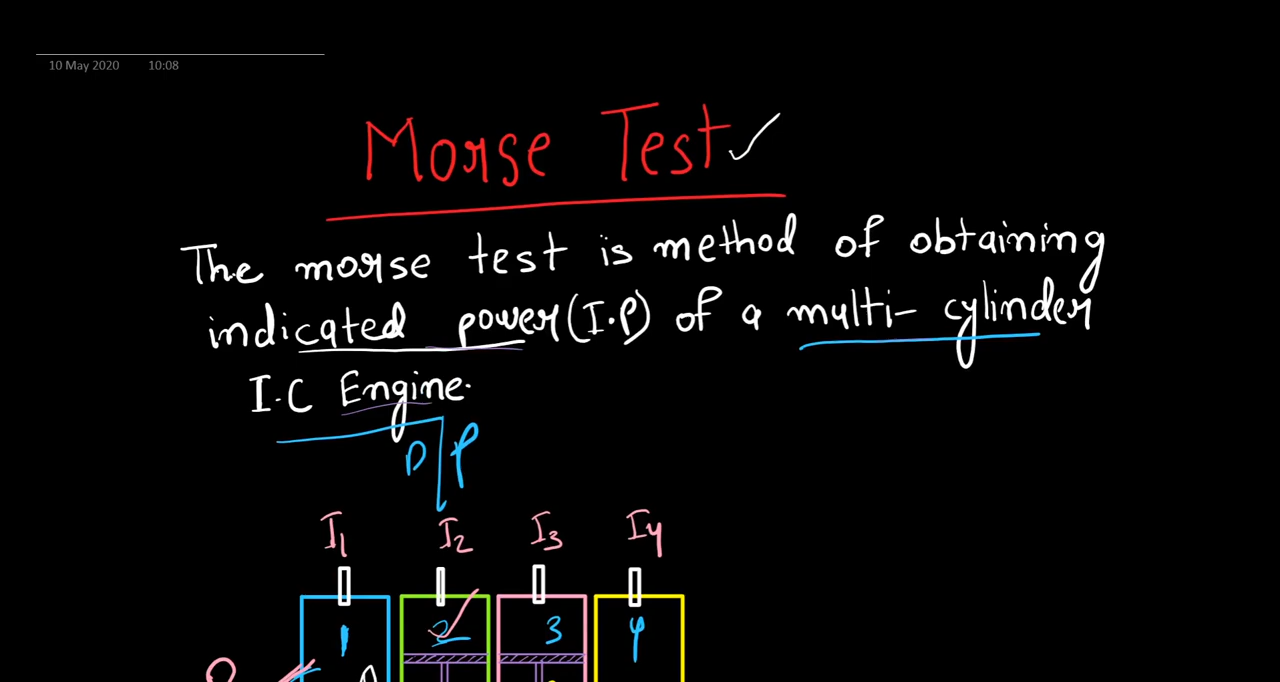 10 May 2020 10:08
Morse Test
The morse test is method of obtaining
indicated power (I.P) of a multi-cylinder
I.C Engine.
D/P
I1 I2 I3 I4
1 2 3 4